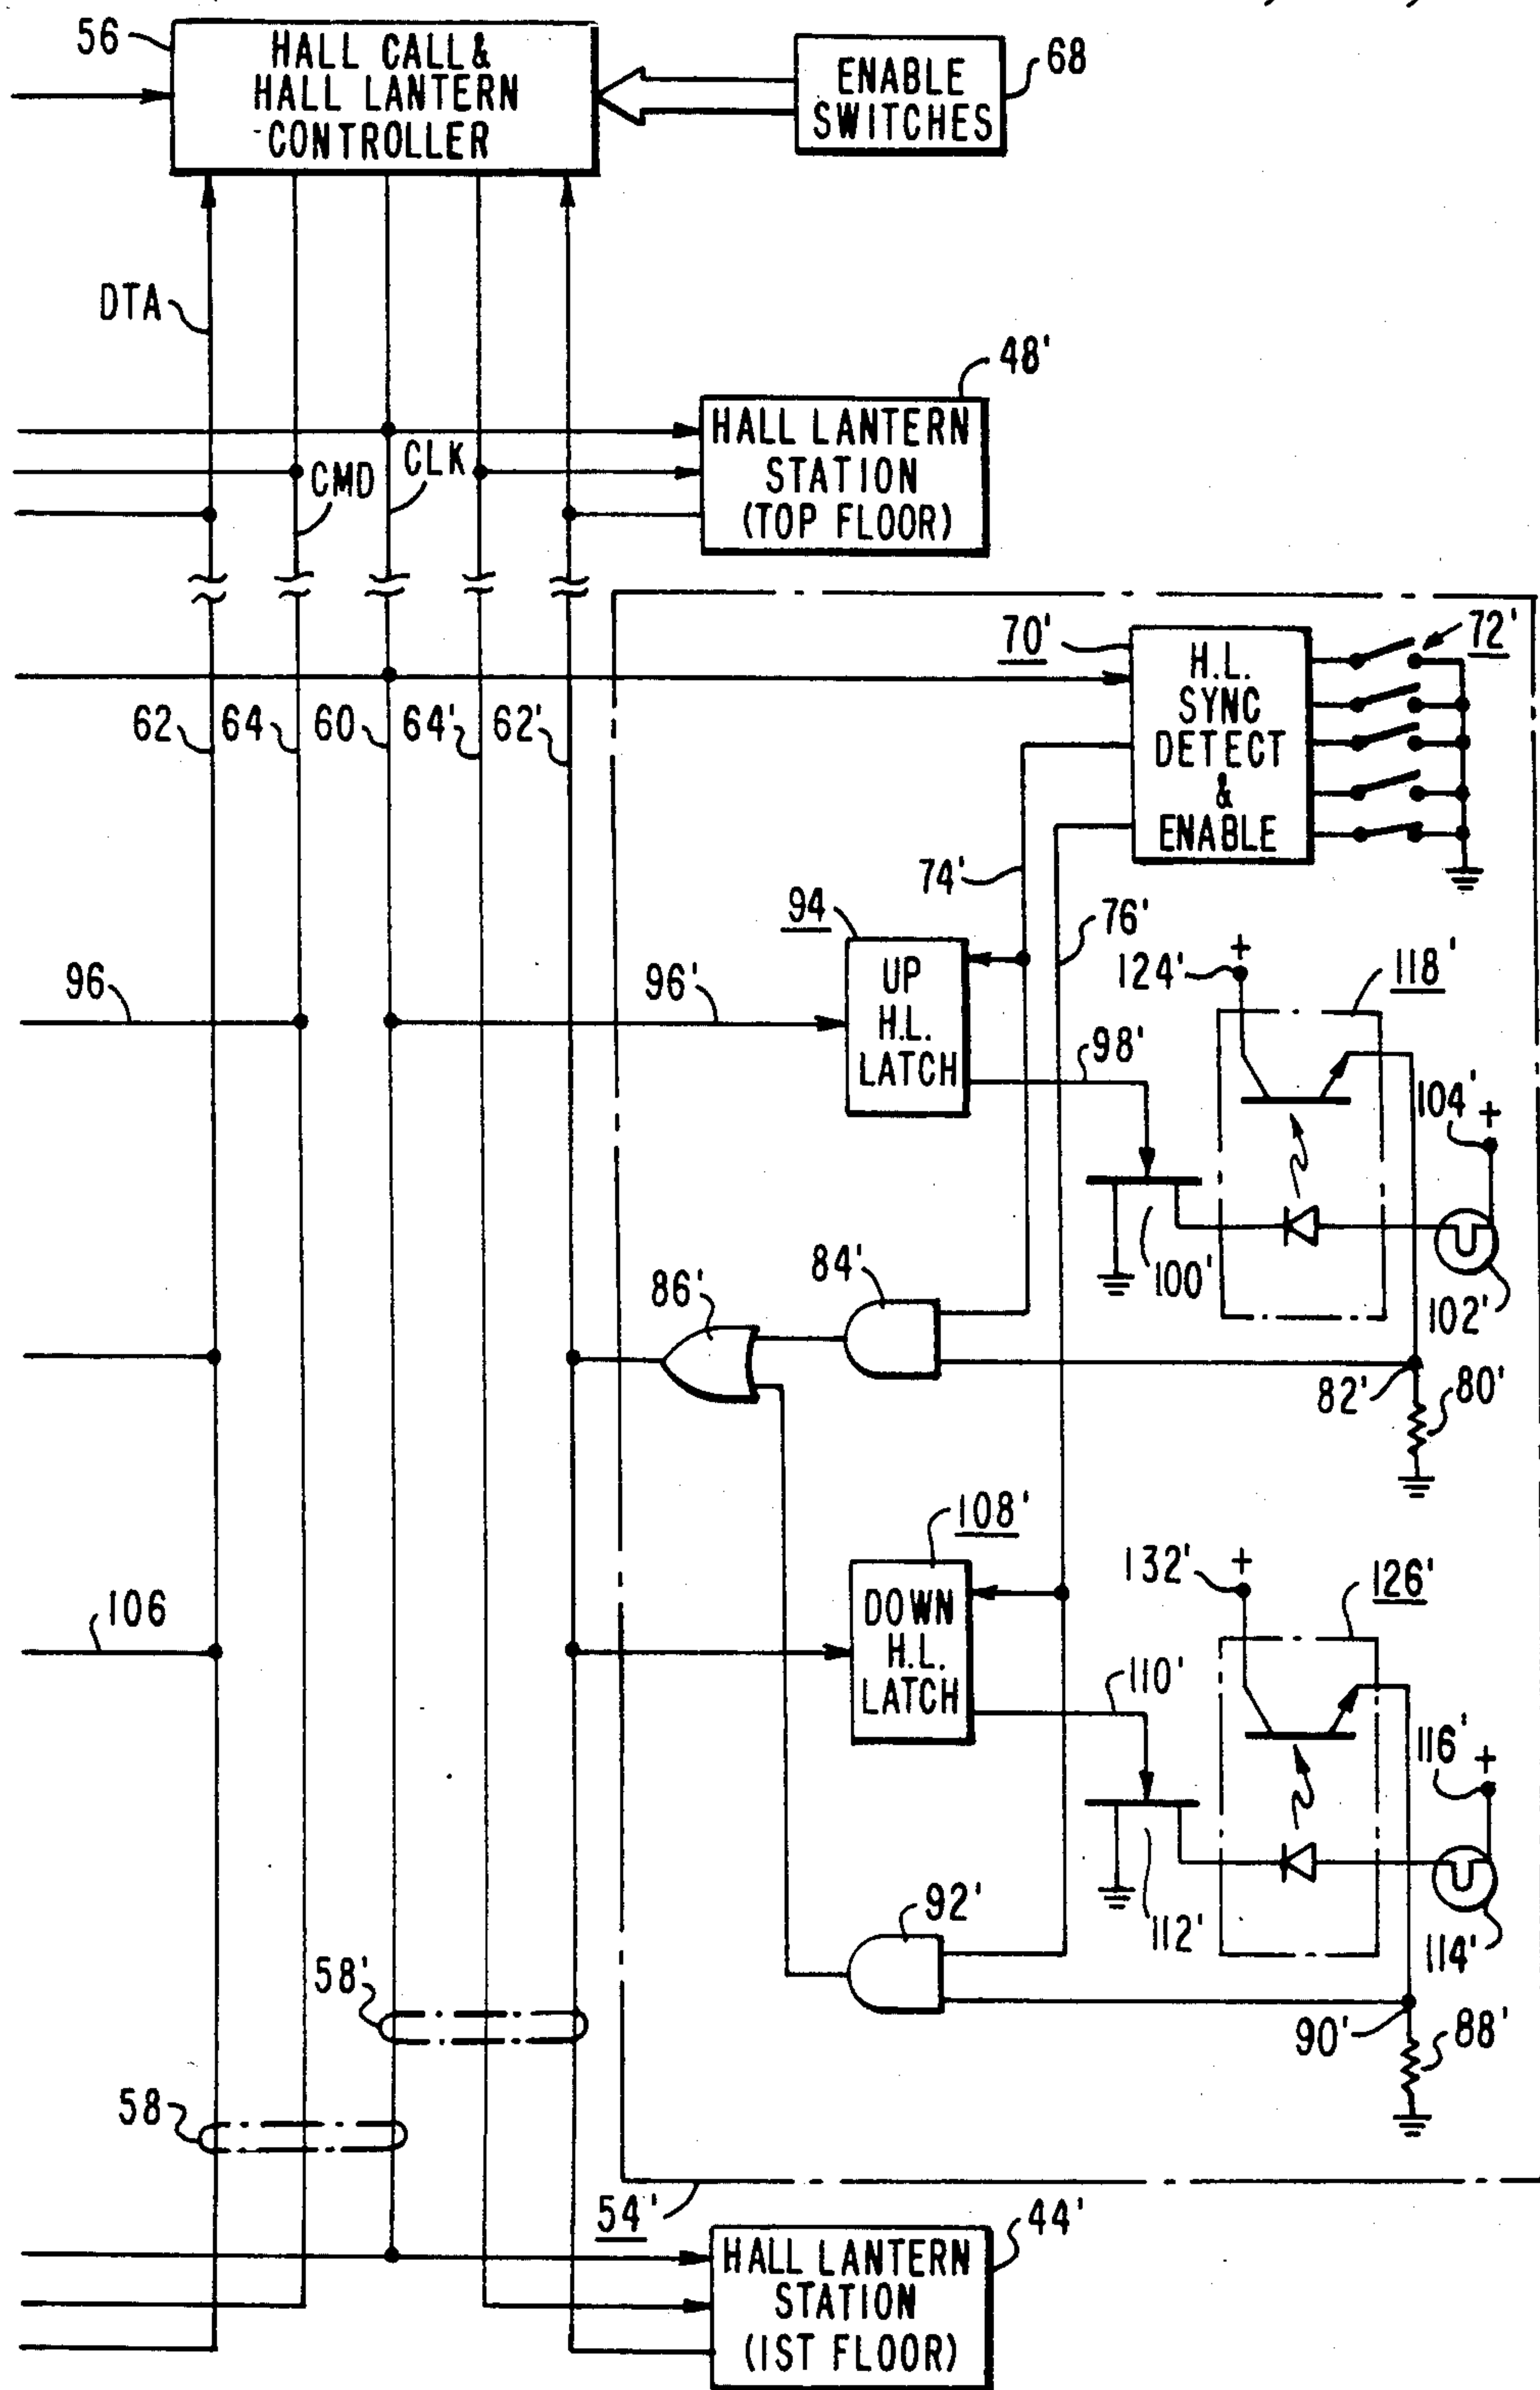 56
HALL CALL &
HALL LANTERN
CONTROLLER
ENABLE
SWITCHES
68
DTA
48'
HALL LANTERN
STATION
(TOP FLOOR)
CMD
CLK
70'
H.L.
SYNC
DETECT
&
ENABLE
72'
62
64
60
64'
62'
74'
76'
94
UP
H.L.
LATCH
96
96'
98'
+
124'
118'
104'
+
100'
102'
84'
86'
82'
80'
108'
DOWN
H.L.
LATCH
106
110'
+
132'
126'
116'
+
112'
114'
92'
90'
88'
58'
58
54'
44'
HALL LANTERN
STATION
(1ST FLOOR)